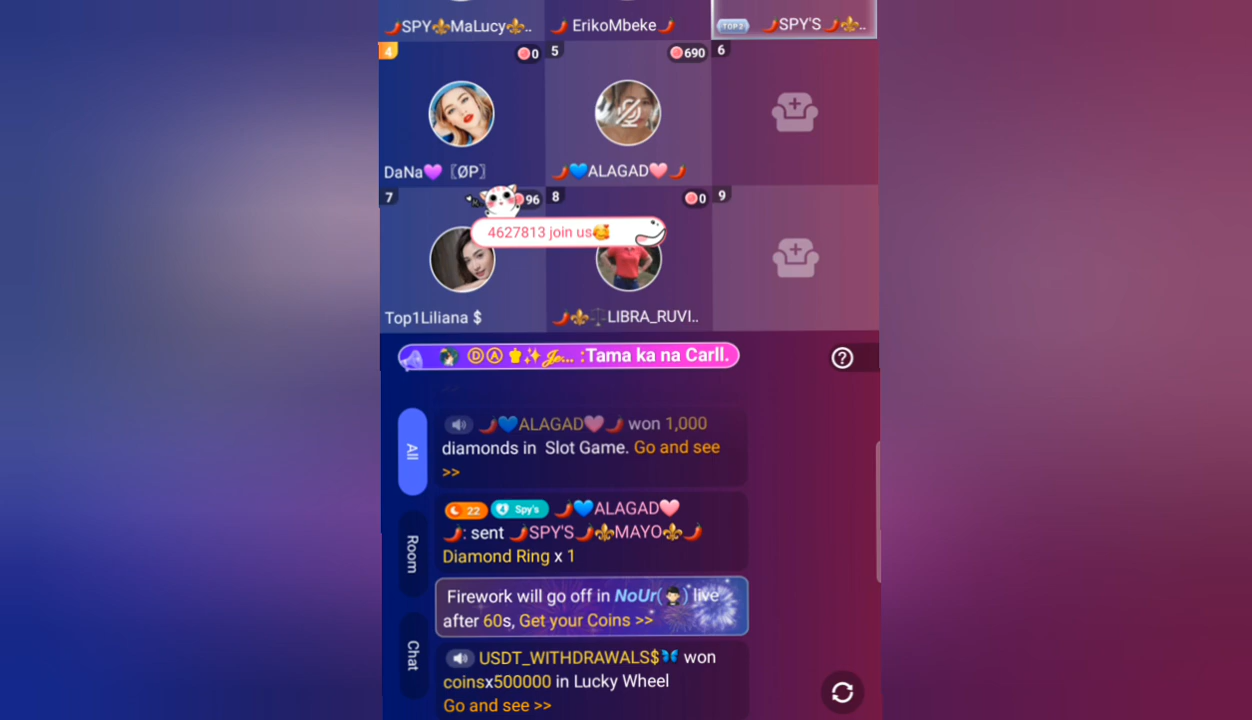 🌶️SPY⚜️MaLucy⚜️..
🌶️ ErikoMbeke🌶️
TOP2 🌶️SPY'S🌶️⚜️..
4
0
5
690
6
DaNa💜〖ØP〗
🌶️💙ALAGAD🩷🌶️
7
96
8
0
9
4627813 join us🥰
Top1Liliana $
🌶️⚜️⚖️LIBRA_RUVI..
ⒹⒶ Je... :Tama ka na Carll.
?
All
🌶️💙ALAGAD🩷🌶️ won 1,000
diamonds in Slot Game. Go and see
>>
22 Spy's 🌶️💙ALAGAD🩷
🌶️: sent 🌶️SPY'S🌶️⚜️MAYO⚜️🌶️
Diamond Ring x 1
Room
Firework will go off in NoUr( ) live
after 60s, Get your Coins >>
Chat
USDT_WITHDRAWALS$🦋 won
coinsx500000 in Lucky Wheel
Go and see >>